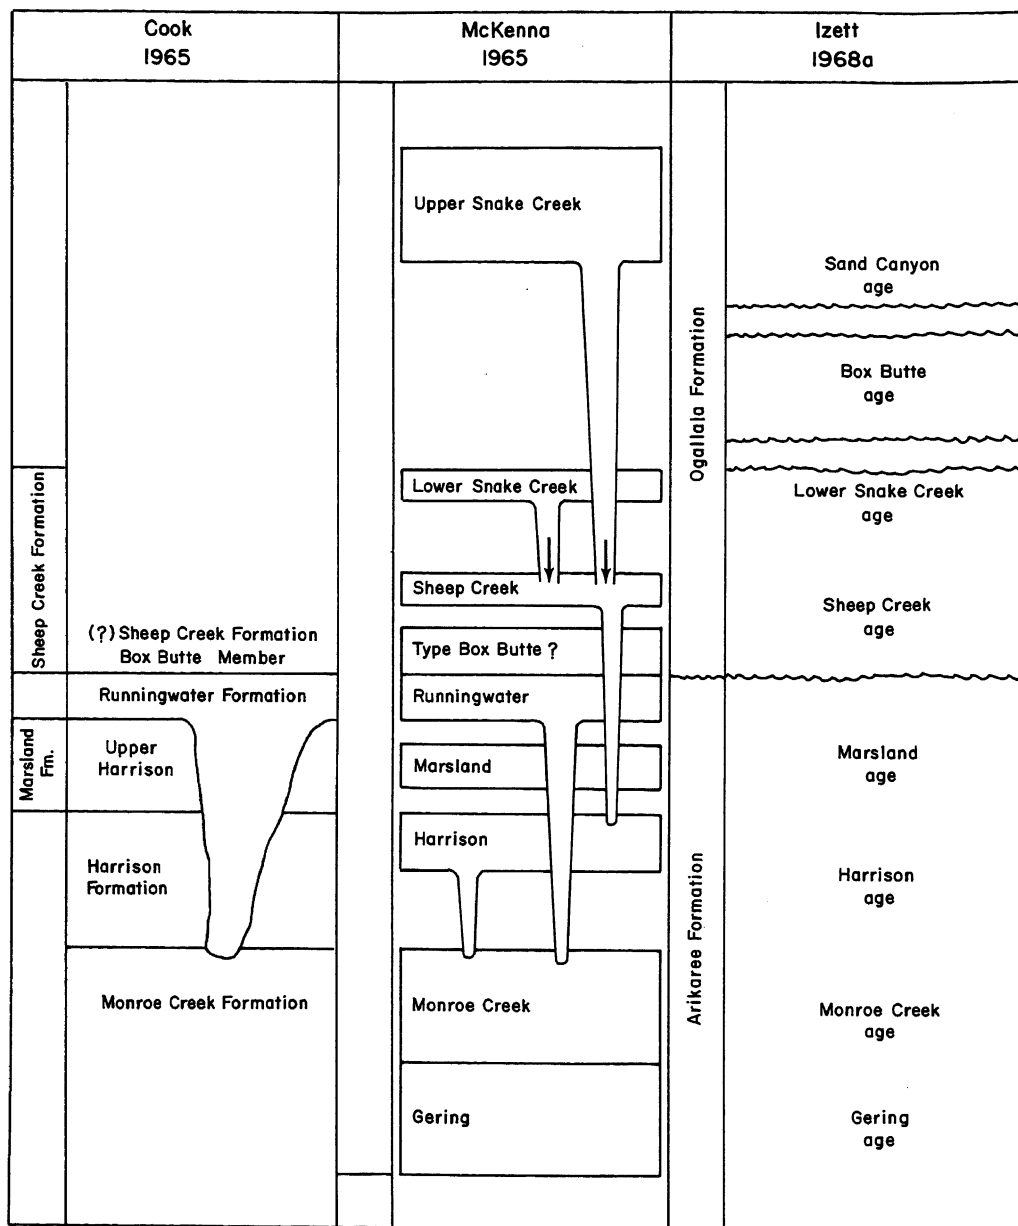 Cook
1965
McKenna
1965
Izett
1968a
Sheep Creek Formation
Marsland
Fm.
(?) Sheep Creek Formation
Box Butte Member
Runningwater Formation
Upper
Harrison
Harrison
Formation
Monroe Creek Formation
Upper Snake Creek
Lower Snake Creek
Sheep Creek
Type Box Butte ?
Runningwater
Marsland
Harrison
Monroe Creek
Gering
Ogallala Formation
Arikaree Formation
Sand Canyon
age
Box Butte
age
Lower Snake Creek
age
Sheep Creek
age
Marsland
age
Harrison
age
Monroe Creek
age
Gering
age